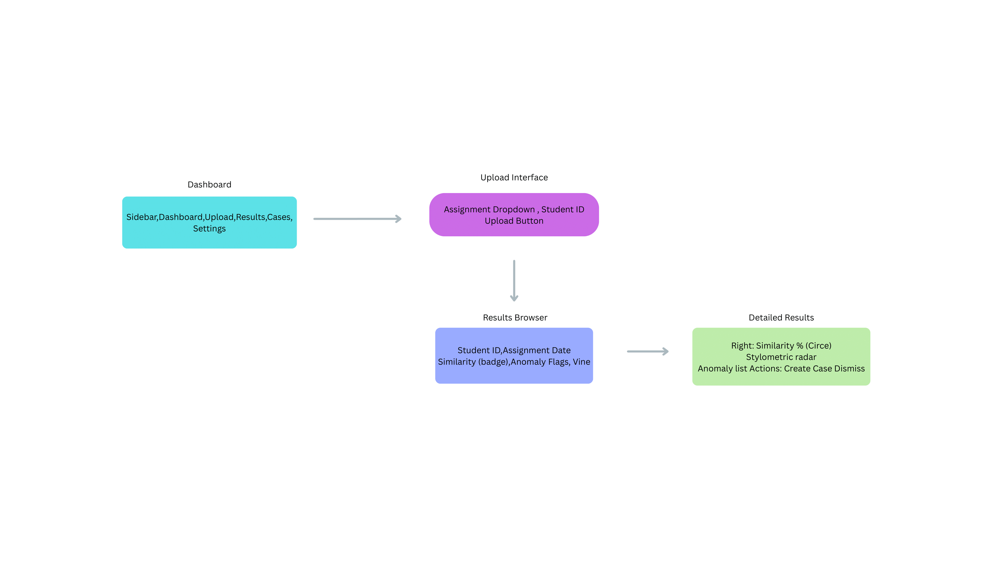 Dashboard
Sidebar,Dashboard,Upload,Results,Cases,
Settings
Upload Interface
Assignment Dropdown , Student ID
Upload Button
Results Browser
Student ID,Assignment Date
Similarity (badge),Anomaly Flags, Vine
Detailed Results
Right: Similarity % (Circe)
Stylometric radar
Anomaly list Actions: Create Case Dismiss